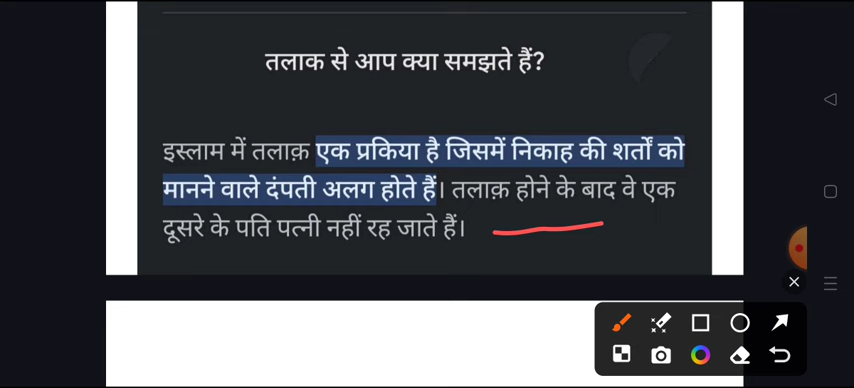 तलाक से आप क्या समझते हैं?
इस्लाम में तलाक़ एक प्रकिया है जिसमें निकाह की शर्तों को
मानने वाले दंपती अलग होते हैं। तलाक़ होने के बाद वे एक
दूसरे के पति पत्नी नहीं रह जाते हैं।